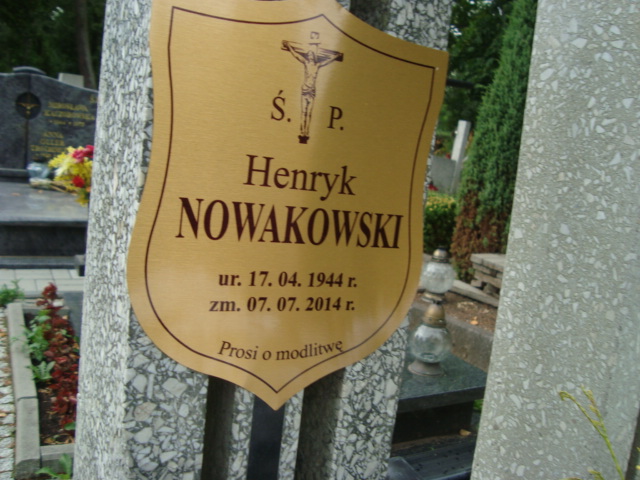 Ś. P.
Henryk
NOWAKOWSKI
ur. 17. 04. 1944 r.
zm. 07. 07. 2014 r.
Prosi o modlitwę